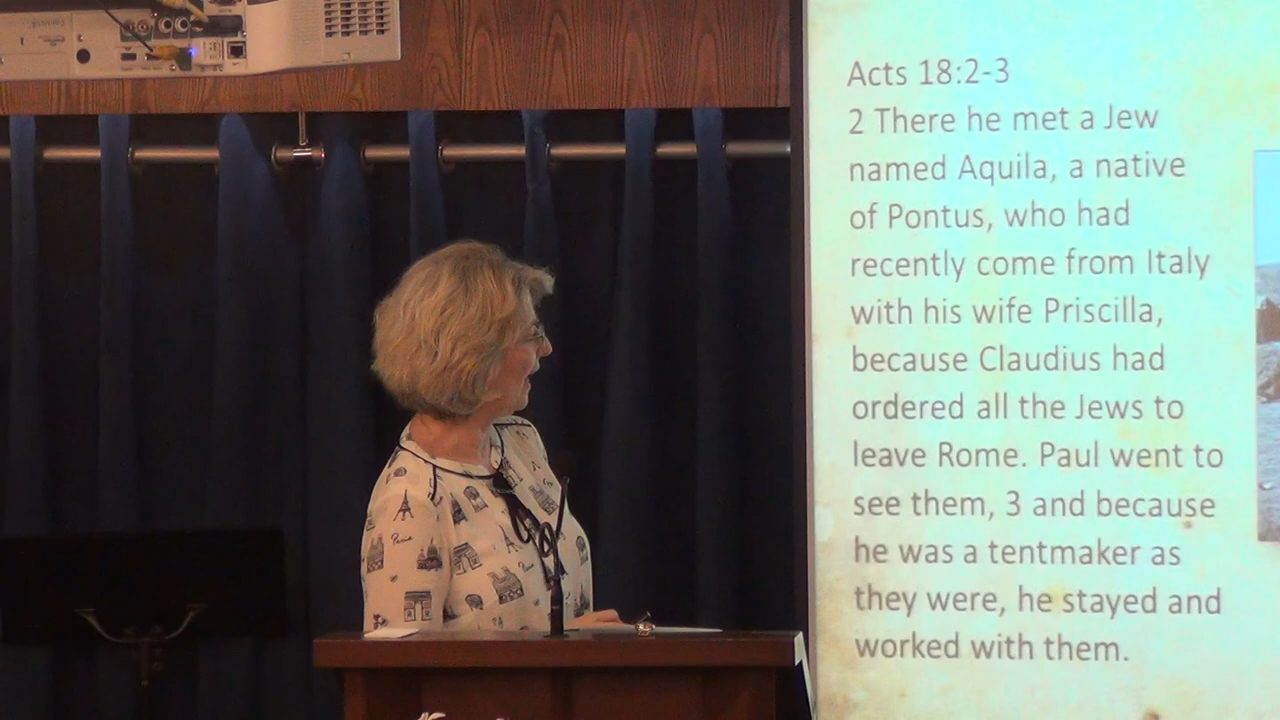 Acts 18:2-3
2 There he met a Jew
named Aquila, a native
of Pontus, who had
recently come from Italy
with his wife Priscilla,
because Claudius had
ordered all the Jews to
leave Rome. Paul went to
see them, 3 and because
he was a tentmaker as
they were, he stayed and
worked with them.
Paris